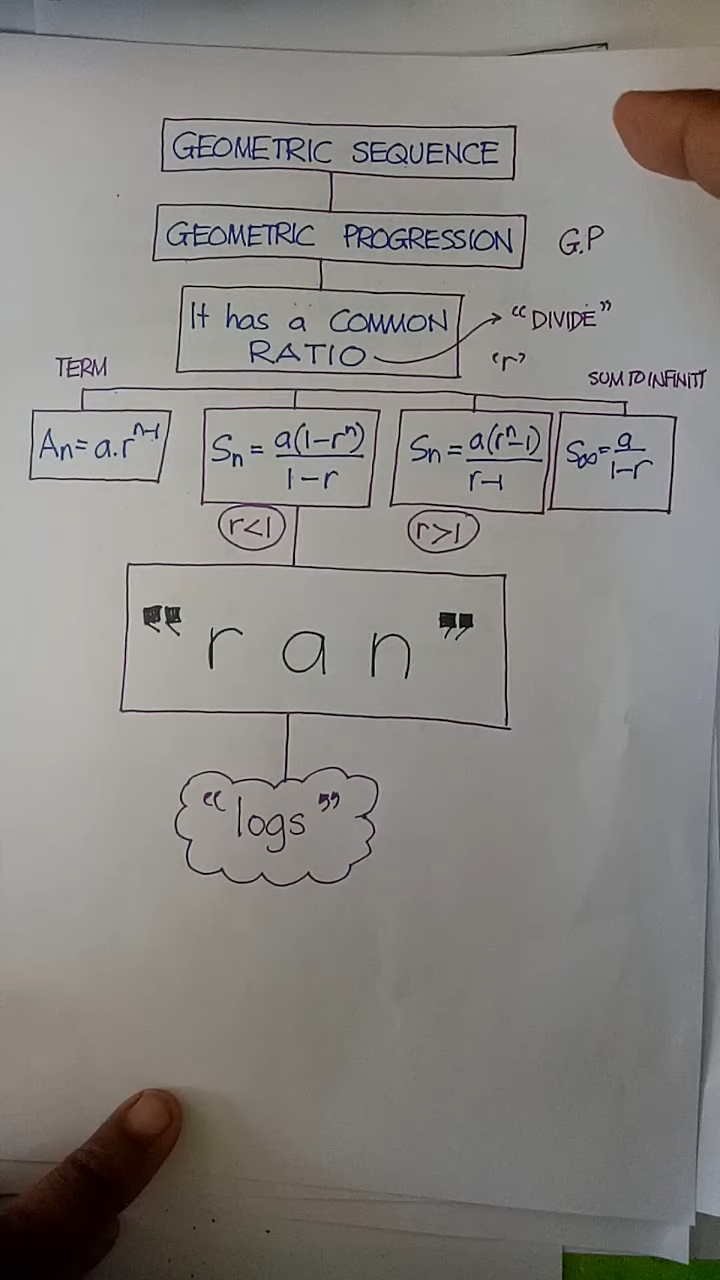 GEOMETRIC SEQUENCE
GEOMETRIC PROGRESSION G.P
It has a COMMON "DIVIDE"
RATIO "r"
TERM SUM TO INFINITY
An = a.r^{n-1}
Sn = a(1-r^n) / 1-r
Sn = a(r^n-1) / r-1
S∞ = a / 1-r
r<1 r>1
"ran"
"logs"